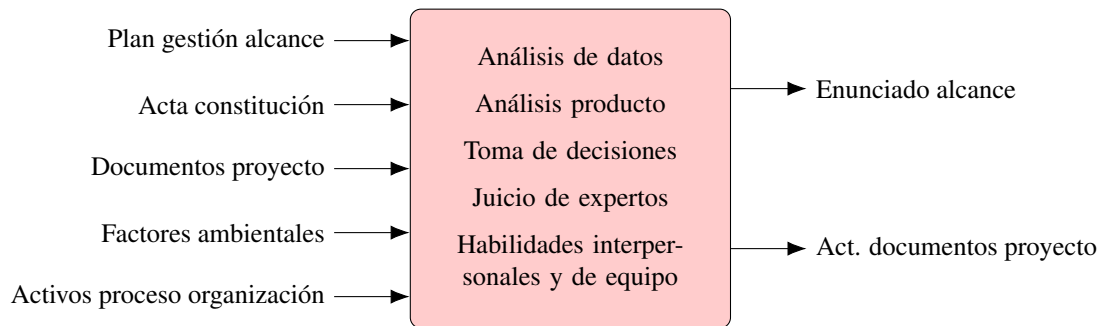 Plan gestión alcance
Acta constitución
Documentos proyecto
Factores ambientales
Activos proceso organización
Análisis de datos
Análisis producto
Toma de decisiones
Juicio de expertos
Habilidades interper-
sonales y de equipo
Enunciado alcance
Act. documentos proyecto